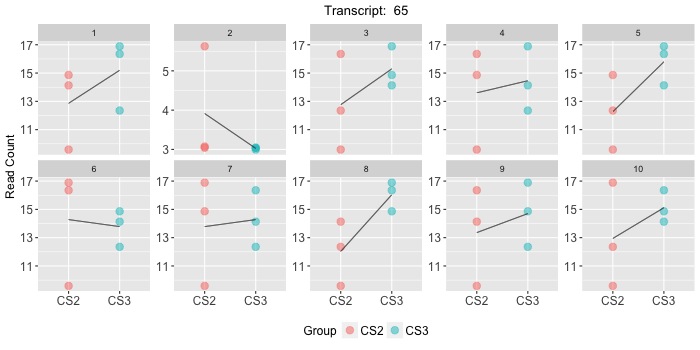 Transcript: 65
1 2 3 4 5
17 17 17 17
15 5 15 15 15
13 4 13 13 13
11 3 11 11 11
Read Count
6 7 8 9 10
17 17 17 17 17
15 15 15 15 15
13 13 13 13 13
11 11 11 11 11
CS2 CS3 CS2 CS3 CS2 CS3 CS2 CS3 CS2 CS3
Group CS2 CS3